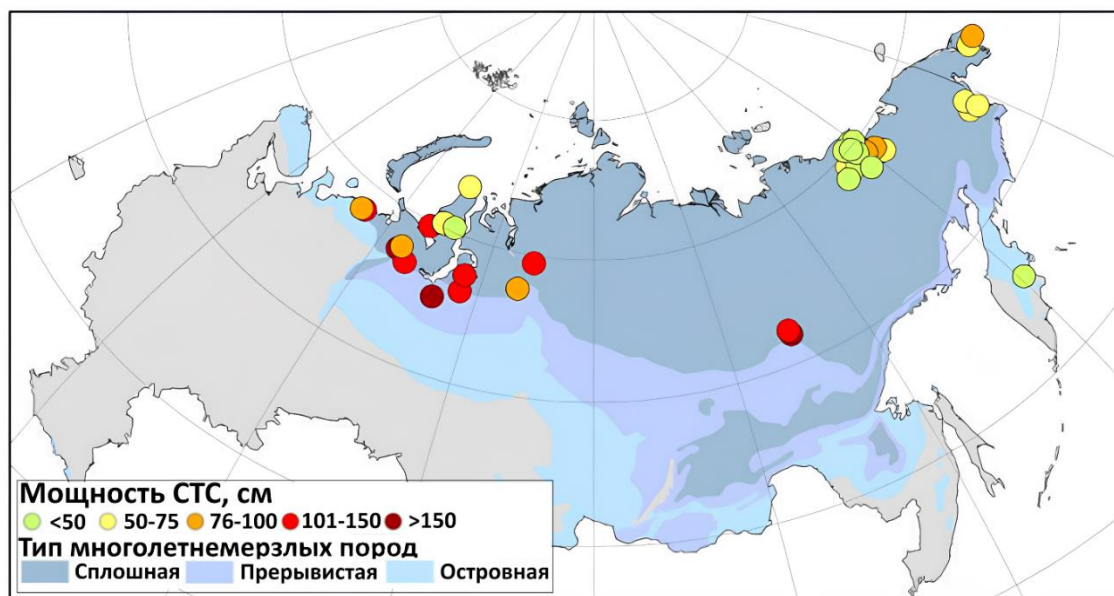 Мощность СТС, см
<50 50-75 76-100 101-150 >150
Тип многолетнемерзлых пород
Сплошная Прерывистая Островная